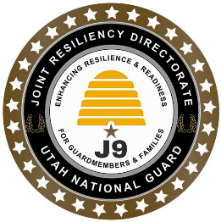 JOINT RESILIENCY DIRECTORATE
ENHANCING RESILIENCE & READINESS
J9
FOR GUARDMEMBERS & FAMILIES
UTAH NATIONAL GUARD